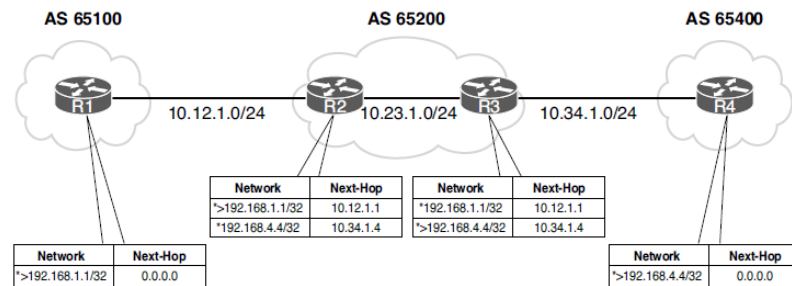 AS 65100 AS 65200 AS 65400
R1 R2 R3 R4
10.12.1.0/24 10.23.1.0/24 10.34.1.0/24
Network Next-Hop Network Next-Hop
*>192.168.1.1/32 10.12.1.1 *192.168.1.1/32 10.12.1.1
*192.168.4.4/32 10.34.1.4 *>192.168.4.4/32 10.34.1.4
Network Next-Hop Network Next-Hop
*>192.168.1.1/32 0.0.0.0 *>192.168.4.4/32 0.0.0.0